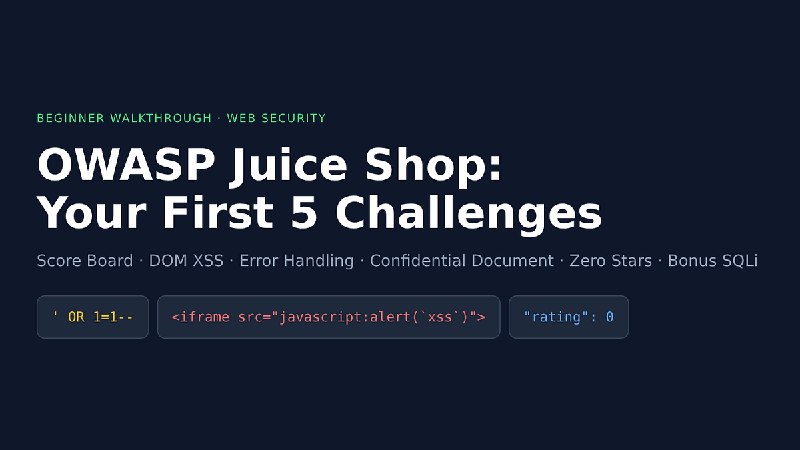 BEGINNER WALKTHROUGH · WEB SECURITY
OWASP Juice Shop:
Your First 5 Challenges
Score Board · DOM XSS · Error Handling · Confidential Document · Zero Stars · Bonus SQLi
' OR 1=1--
<iframe src="javascript:alert(`xss`)">
"rating": 0